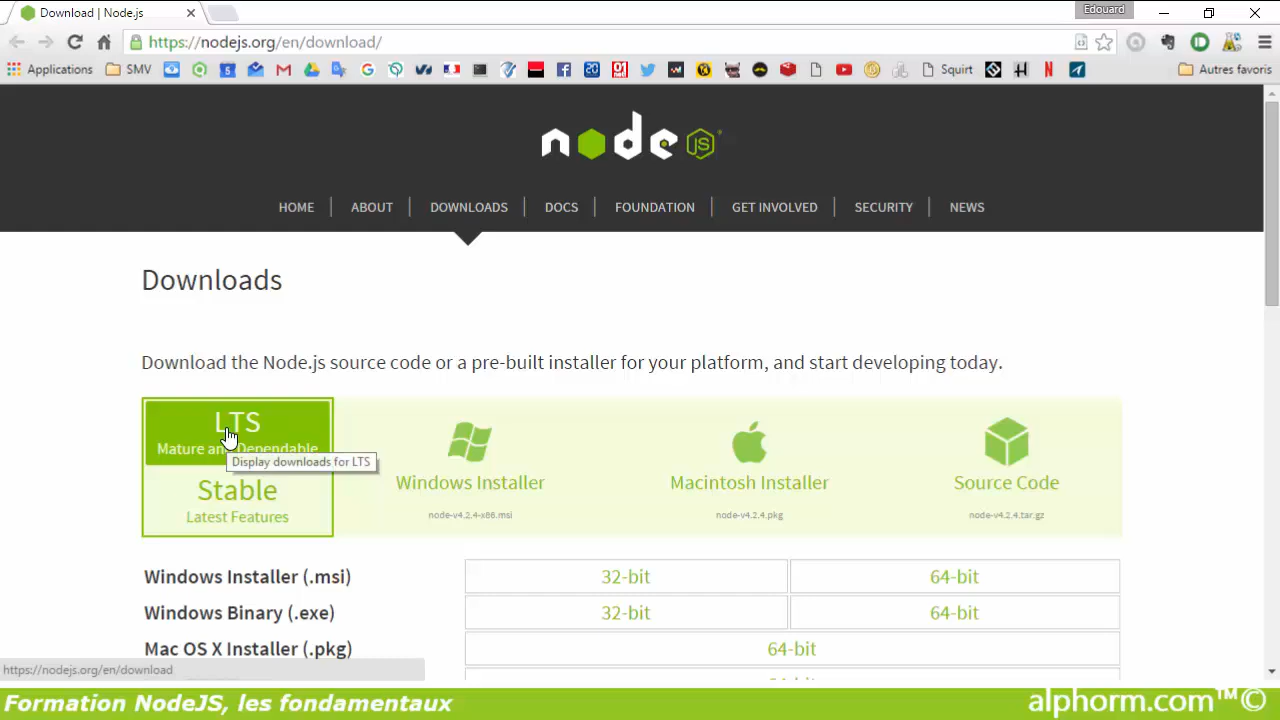 Download | Node.js
Edouard
https://nodejs.org/en/download/
Applications SMV Squirt Autres favoris
node JS
HOME ABOUT DOWNLOADS DOCS FOUNDATION GET INVOLVED SECURITY NEWS
Downloads
Download the Node.js source code or a pre-built installer for your platform, and start developing today.
LTS
Mature and Dependable
Display downloads for LTS
Stable
Latest Features
Windows Installer
node-v4.2.4-x86.msi
Macintosh Installer
node-v4.2.4.pkg
Source Code
node-v4.2.4.tar.gz
Windows Installer (.msi) 32-bit 64-bit
Windows Binary (.exe) 32-bit 64-bit
Mac OS X Installer (.pkg) 64-bit
https://nodejs.org/en/download
Formation NodeJS, les fondamentaux
alphorm.com™©